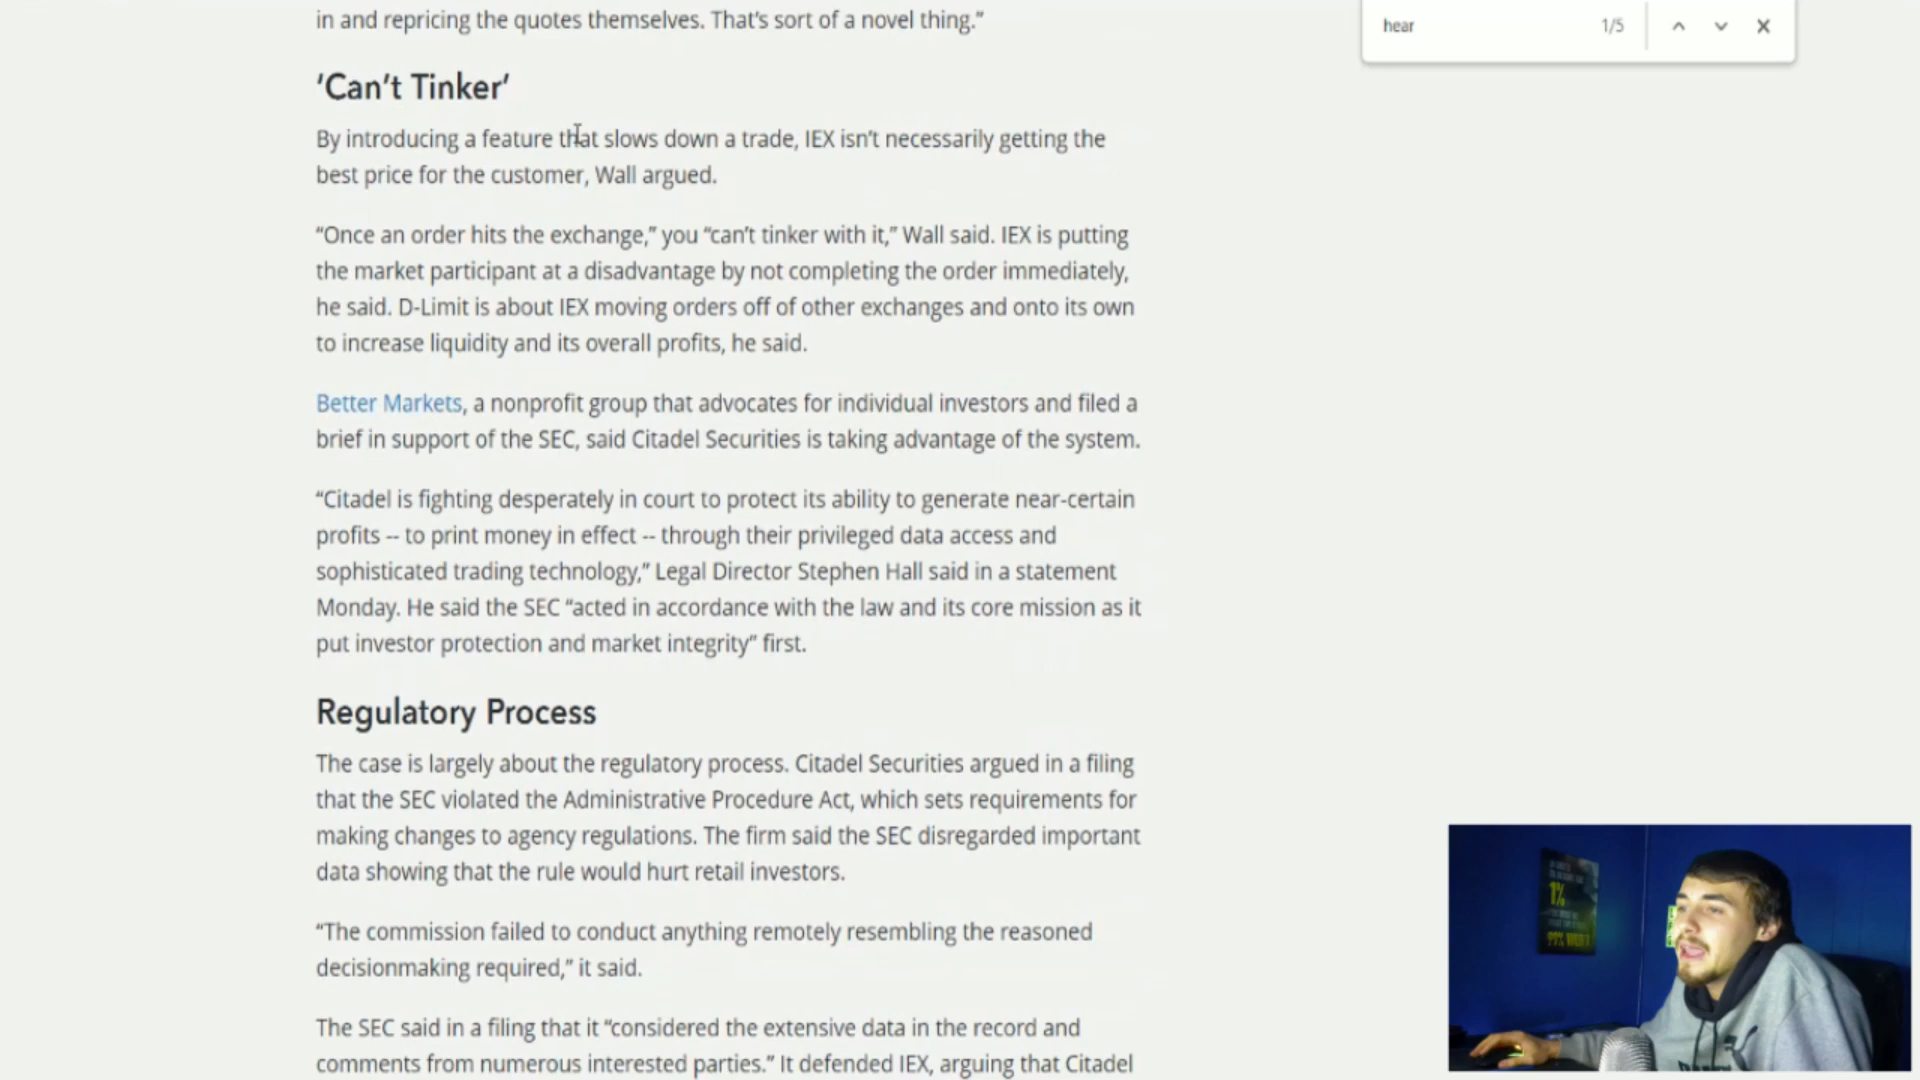 in and repricing the quotes themselves. That's sort of a novel thing.”
hear 1/5
‘Can’t Tinker’
By introducing a feature that slows down a trade, IEX isn’t necessarily getting the
best price for the customer, Wall argued.
“Once an order hits the exchange,” you “can’t tinker with it,” Wall said. IEX is putting
the market participant at a disadvantage by not completing the order immediately,
he said. D-Limit is about IEX moving orders off of other exchanges and onto its own
to increase liquidity and its overall profits, he said.
Better Markets, a nonprofit group that advocates for individual investors and filed a
brief in support of the SEC, said Citadel Securities is taking advantage of the system.
“Citadel is fighting desperately in court to protect its ability to generate near-certain
profits -- to print money in effect -- through their privileged data access and
sophisticated trading technology,” Legal Director Stephen Hall said in a statement
Monday. He said the SEC “acted in accordance with the law and its core mission as it
put investor protection and market integrity” first.
Regulatory Process
The case is largely about the regulatory process. Citadel Securities argued in a filing
that the SEC violated the Administrative Procedure Act, which sets requirements for
making changes to agency regulations. The firm said the SEC disregarded important
data showing that the rule would hurt retail investors.
“The commission failed to conduct anything remotely resembling the reasoned
decisionmaking required,” it said.
The SEC said in a filing that it “considered the extensive data in the record and
comments from numerous interested parties.” It defended IEX, arguing that Citadel
1%